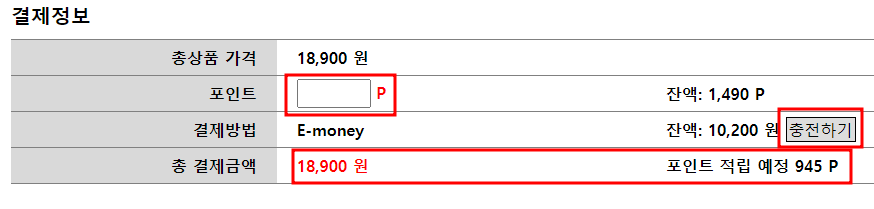 결제정보
총상품 가격 18,900 원
포인트 P 잔액: 1,490 P
결제방법 E-money 잔액: 10,200 원 충전하기
총 결제금액 18,900 원 포인트 적립 예정 945 P